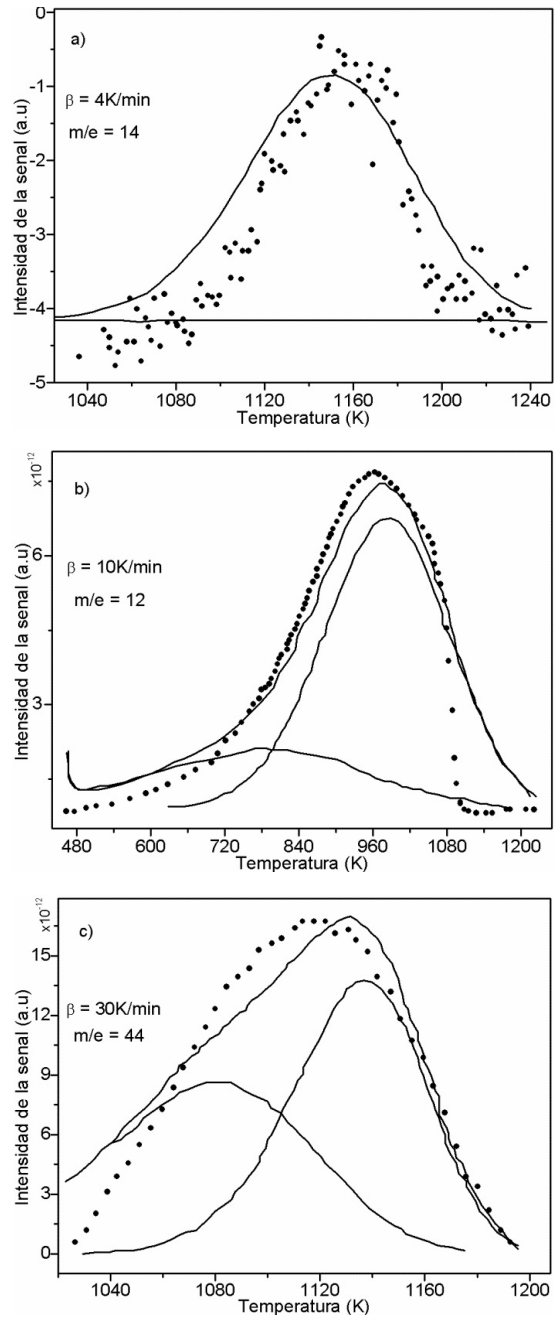 0
a)
-1
β = 4K/min
m/e = 14
-2
-3
-4
-5
Intensidad de la senal (a.u)
1040 1080 1120 1160 1200 1240
Temperatura (K)
x10⁻¹²
b)
6
β = 10K/min
m/e = 12
3
Intensidad de la senal (a.u)
480 600 720 840 960 1080 1200
Temperatura (K)
x10⁻¹²
c)
15
β = 30K/min
m/e = 44
12
9
6
3
0
Intensidad de la senal (a.u)
1040 1080 1120 1160 1200
Temperatura (K)